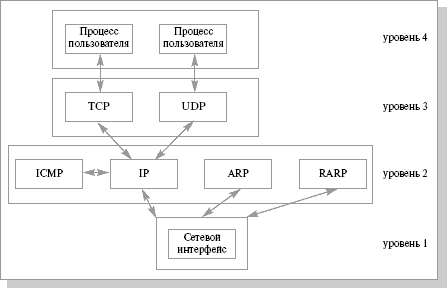 Процесс
пользователя
Процесс
пользователя
уровень 4
TCP
UDP
уровень 3
ICMP
IP
ARP
RARP
уровень 2
Сетевой
интерфейс
уровень 1